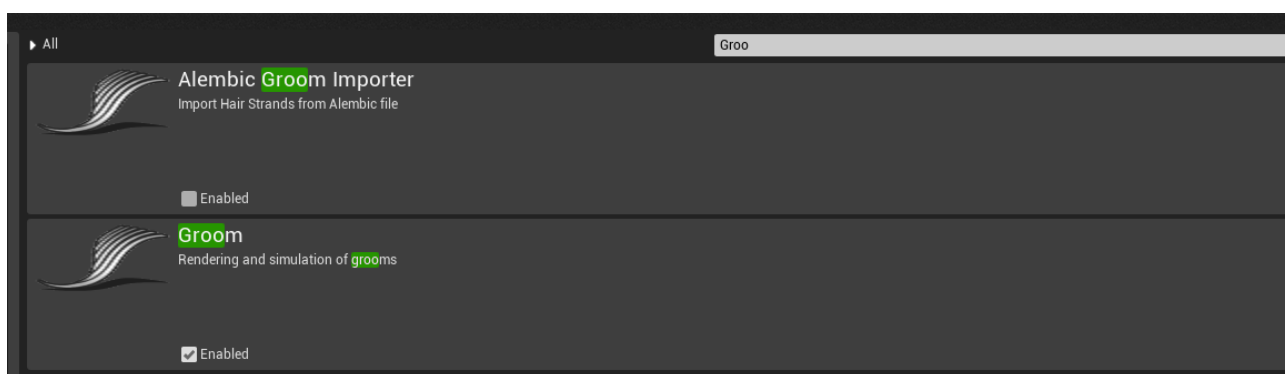 All
Groo
Alembic Groom Importer
Import Hair Strands from Alembic file
Enabled
Groom
Rendering and simulation of grooms
Enabled